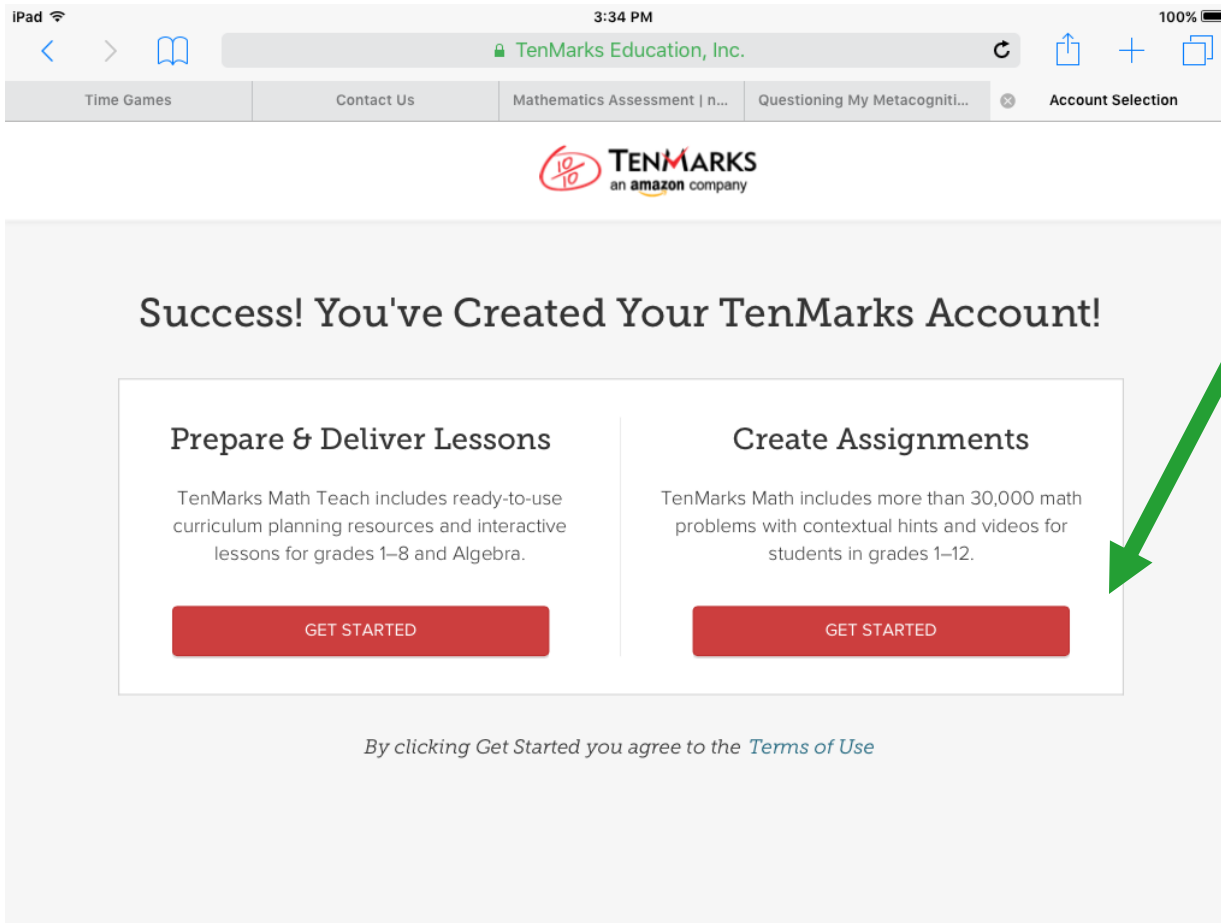 iPad 3:34 PM 100%
TenMarks Education, Inc.
Time Games Contact Us Mathematics Assessment | n... Questioning My Metacogniti... Account Selection
10/10 TENMARKS
an amazon company
Success! You've Created Your TenMarks Account!
Prepare & Deliver Lessons
TenMarks Math Teach includes ready-to-use
curriculum planning resources and interactive
lessons for grades 1–8 and Algebra.
GET STARTED
Create Assignments
TenMarks Math includes more than 30,000 math
problems with contextual hints and videos for
students in grades 1–12.
GET STARTED
By clicking Get Started you agree to the Terms of Use